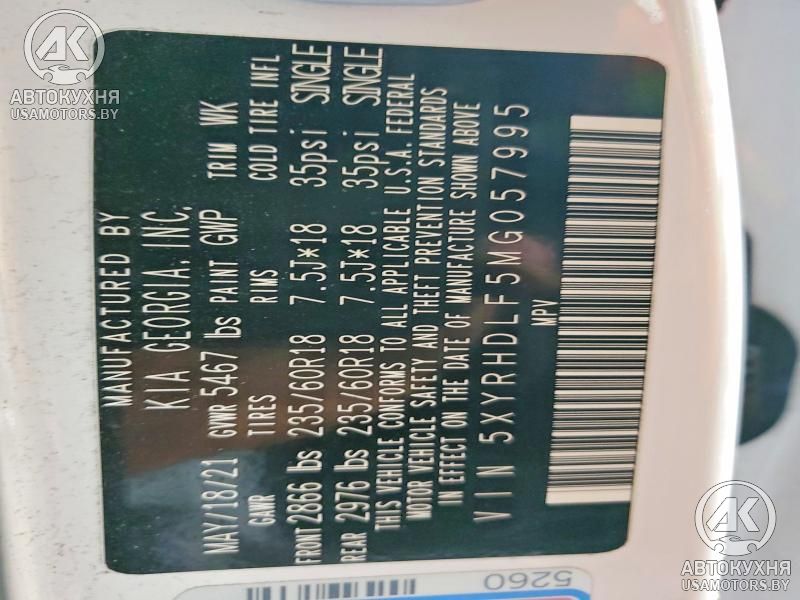 MANUFACTURED BY
KIA GEORGIA, INC.
MAY/18/21 GVWR 5467 lbs PAINT GWP TRIM WK
GAWR TIRES RIMS COLD TIRE INFL
FRONT 2866 lbs 235/60R18 7.5J*18 35psi SINGLE
REAR 2976 lbs 235/60R18 7.5J*18 35psi SINGLE
THIS VEHICLE CONFORMS TO ALL APPLICABLE U.S.A. FEDERAL
MOTOR VEHICLE SAFETY AND THEFT PREVENTION STANDARDS
IN EFFECT ON THE DATE OF MANUFACTURE SHOWN ABOVE
VIN 5XYRHDLF5MG057995
MPV
5260
АК
АВТОКУХНЯ
USAMOTORS.BY
АК
АВТОКУХНЯ
USAMOTORS.BY